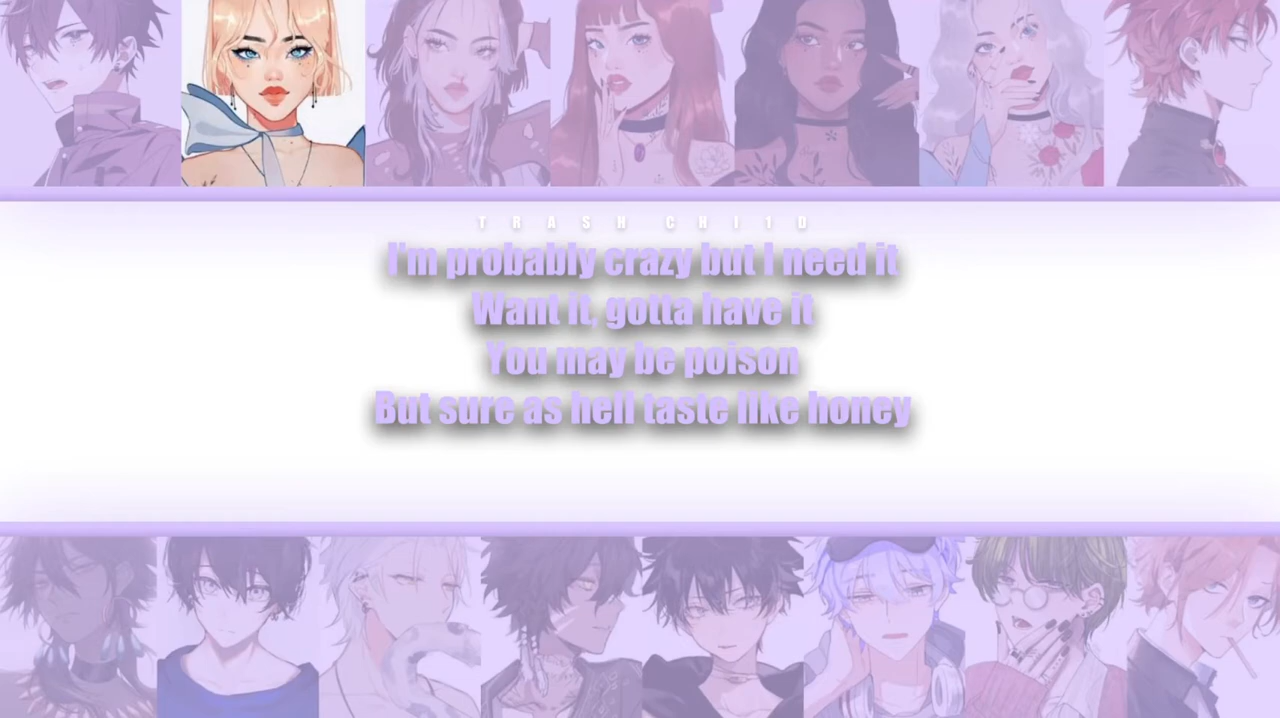 TRASH CHI1D
I'm probably crazy but I need it
Want it, gotta have it
You may be poison
But sure as hell taste like honey